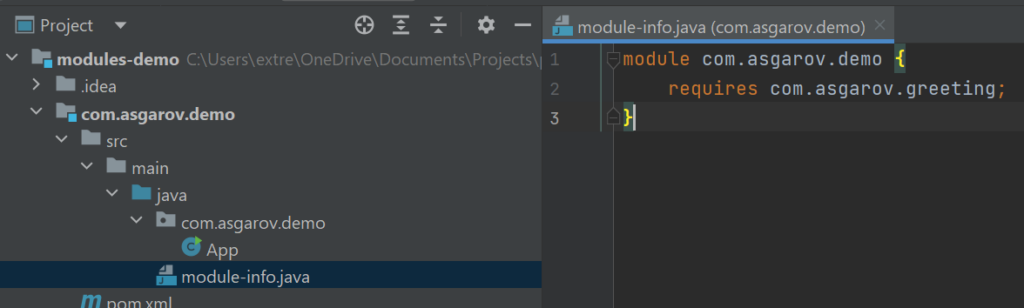 Project
modules-demo C:\Users\extre\OneDrive\Documents\Projects\
.idea
com.asgarov.demo
src
main
java
com.asgarov.demo
App
module-info.java
pom.xml
module-info.java (com.asgarov.demo)
1 module com.asgarov.demo {
2 requires com.asgarov.greeting;
3 }